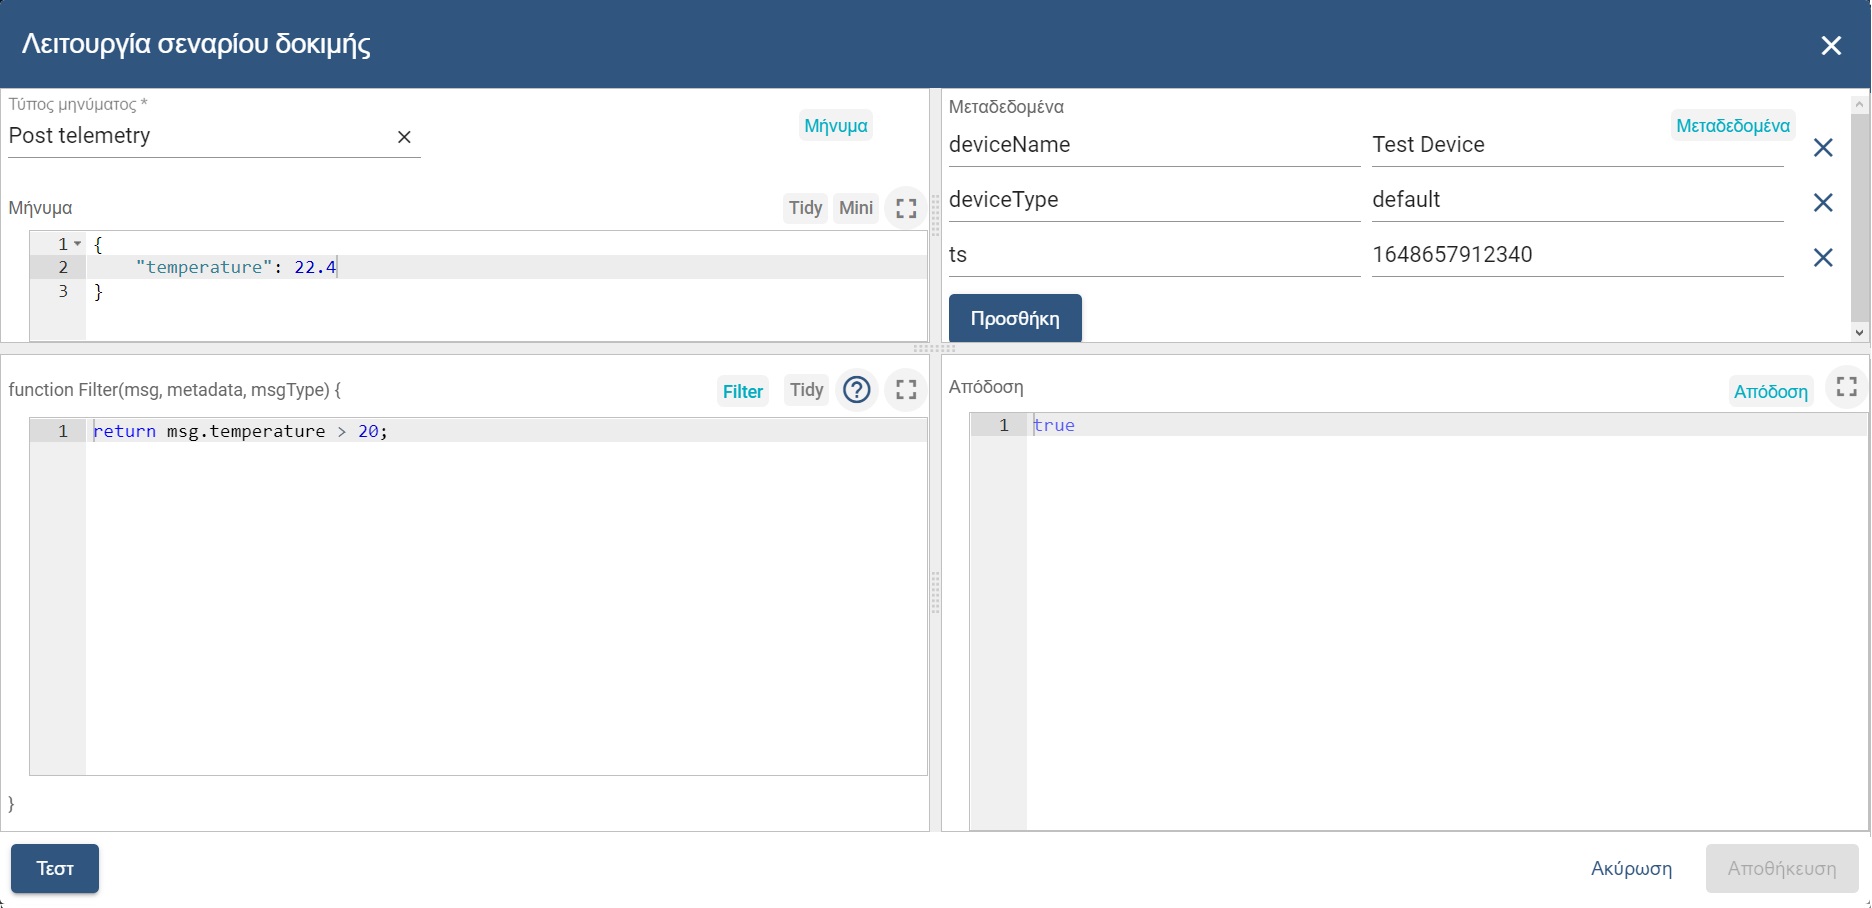 Λειτουργία σεναρίου δοκιμής
Τύπος μηνύματος *
Post telemetry
Μήνυμα
Μήνυμα
Tidy Mini
1 {
2 "temperature": 22.4
3 }
Μεταδεδομένα
Μεταδεδομένα
deviceName Test Device
deviceType default
ts 1648657912340
Προσθήκη
function Filter(msg, metadata, msgType) {
Filter Tidy
1 return msg.temperature > 20;
}
Απόδοση
Απόδοση
1 true
Τεστ
Ακύρωση Αποθήκευση